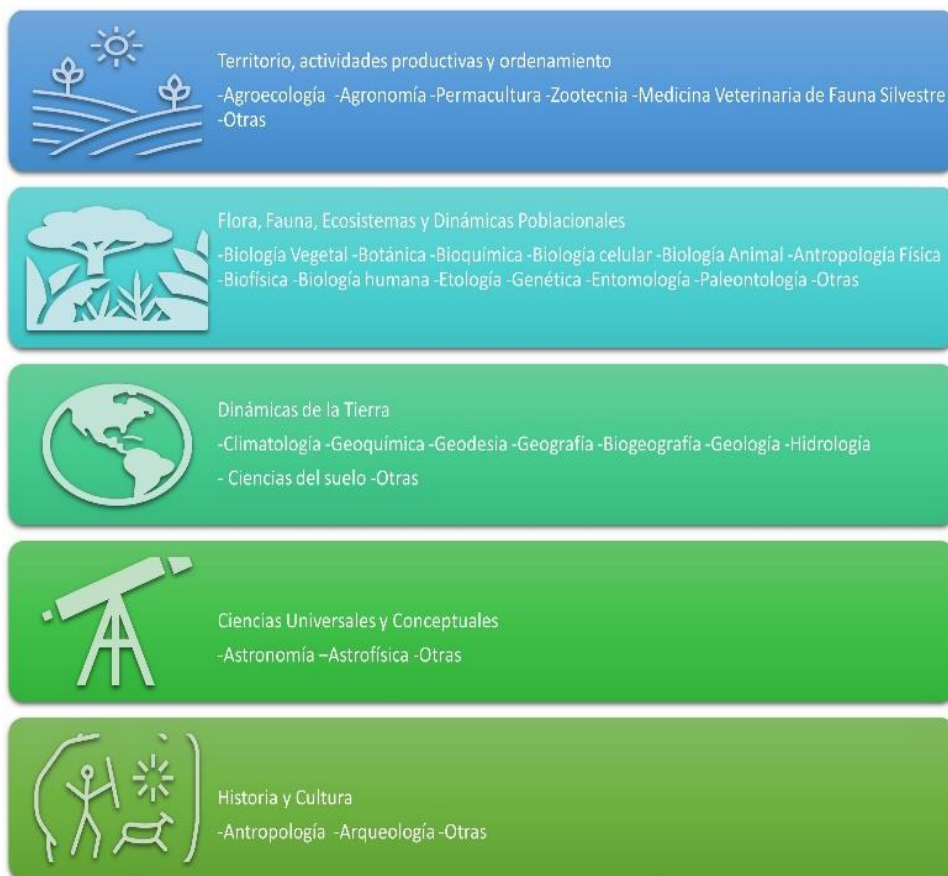 Territorio, actividades productivas y ordenamiento
-Agroecología -Agronomía -Permacultura -Zootecnia -Medicina Veterinaria de Fauna Silvestre
-Otras
Flora, Fauna, Ecosistemas y Dinámicas Poblacionales
-Biología Vegetal -Botánica -Bioquímica -Biología celular -Biología Animal -Antropología Física
-Biofísica -Biología humana -Etología -Genética -Entomología -Paleontología -Otras
Dinámicas de la Tierra
-Climatología -Geoquímica -Geodesia -Geografía -Biogeografía -Geología -Hidrología
- Ciencias del suelo -Otras
Ciencias Universales y Conceptuales
-Astronomía –Astrofísica -Otras
Historia y Cultura
-Antropología -Arqueología -Otras